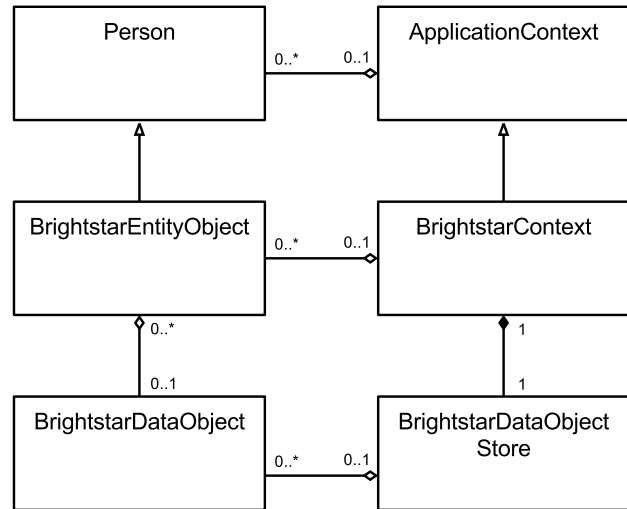 Person
ApplicationContext
0..*
0..1
BrightstarEntityObject
BrightstarContext
0..*
0..1
0..*
1
0..1
1
BrightstarDataObject
BrightstarDataObject
Store
0..*
0..1